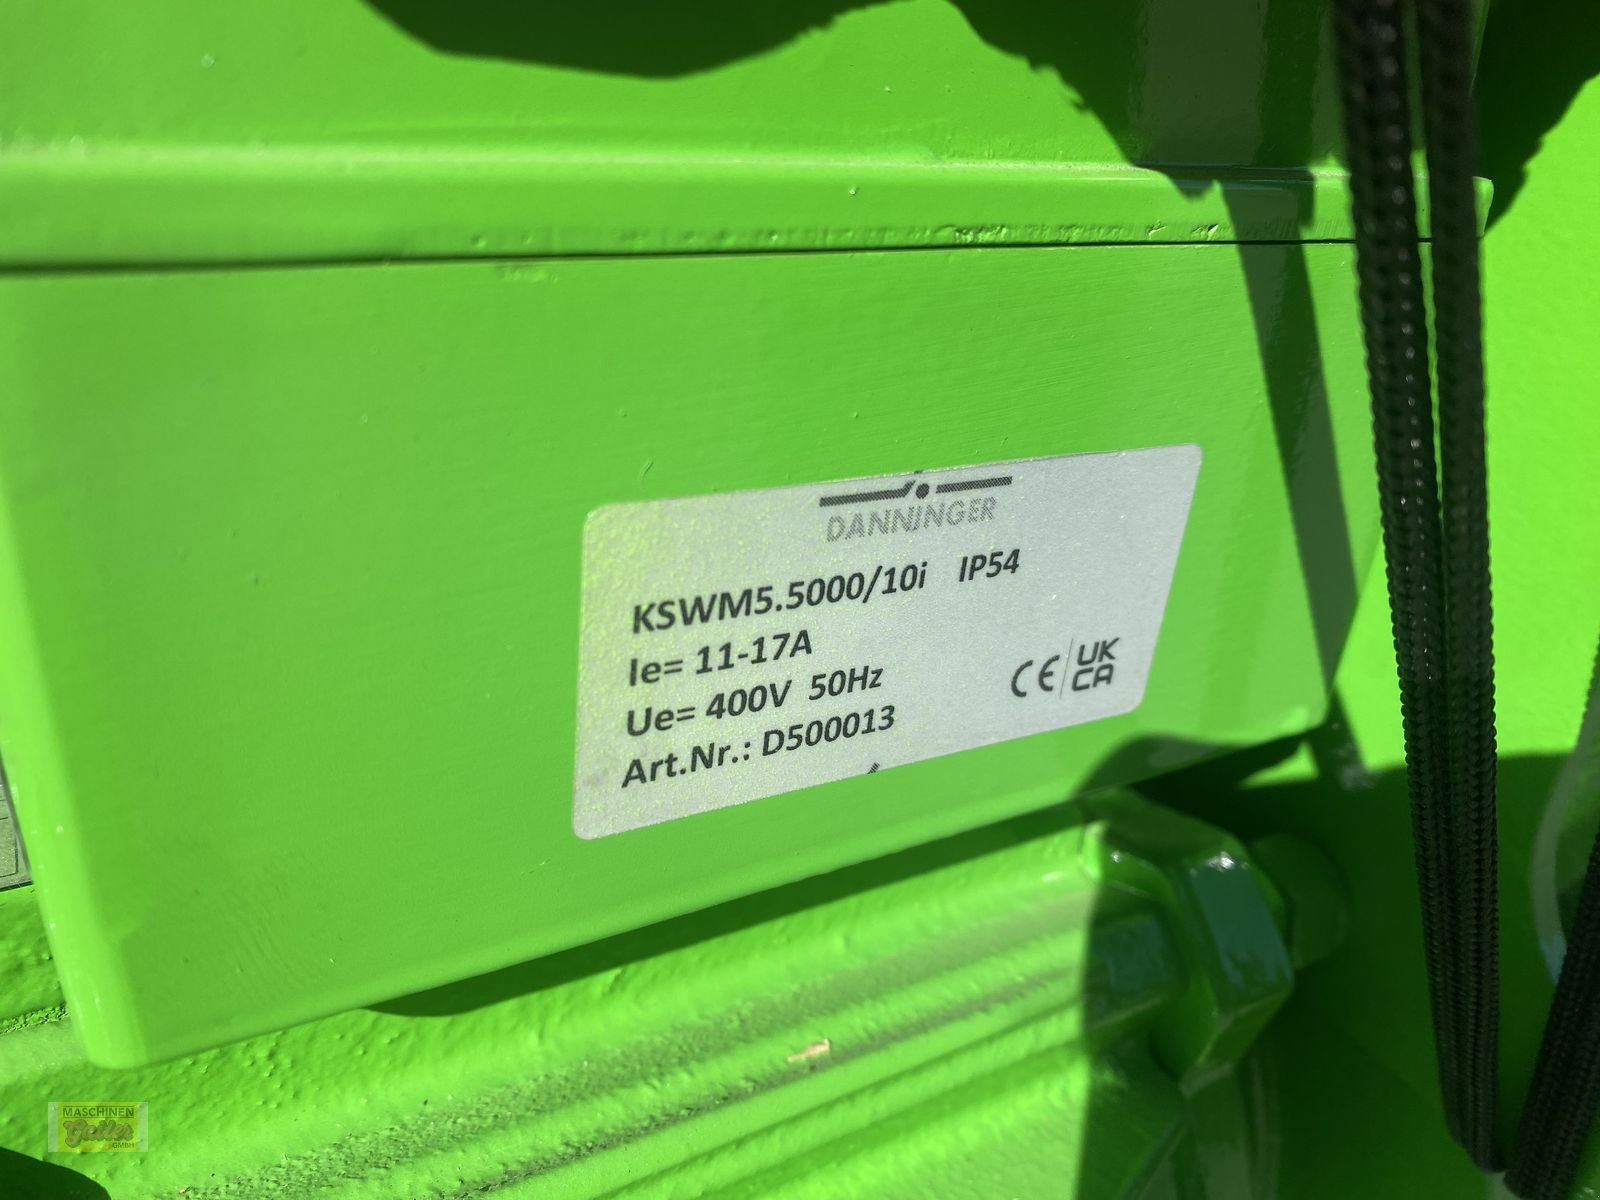 DANNINGER
KSWM5.5000/10i IP54
Ie= 11-17A
Ue= 400V 50Hz
Art.Nr.: D500013
CE UK
CA
MASCHINEN
Gailer
GMBH